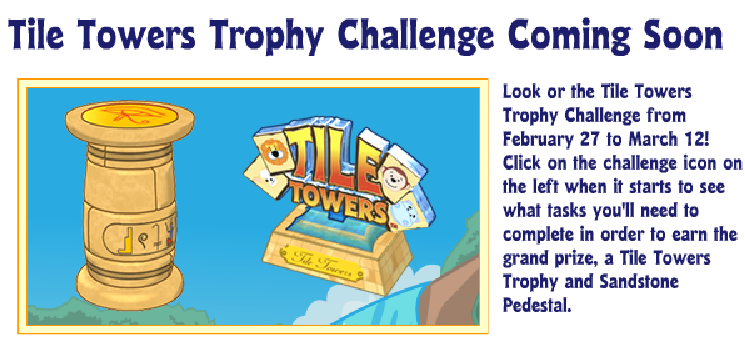 Tile Towers Trophy Challenge Coming Soon
TILE
TOWERS
Tile Towers
Look or the Tile Towers
Trophy Challenge from
February 27 to March 12!
Click on the challenge icon on
the left when it starts to see
what tasks you'll need to
complete in order to earn the
grand prize, a Tile Towers
Trophy and Sandstone
Pedestal.